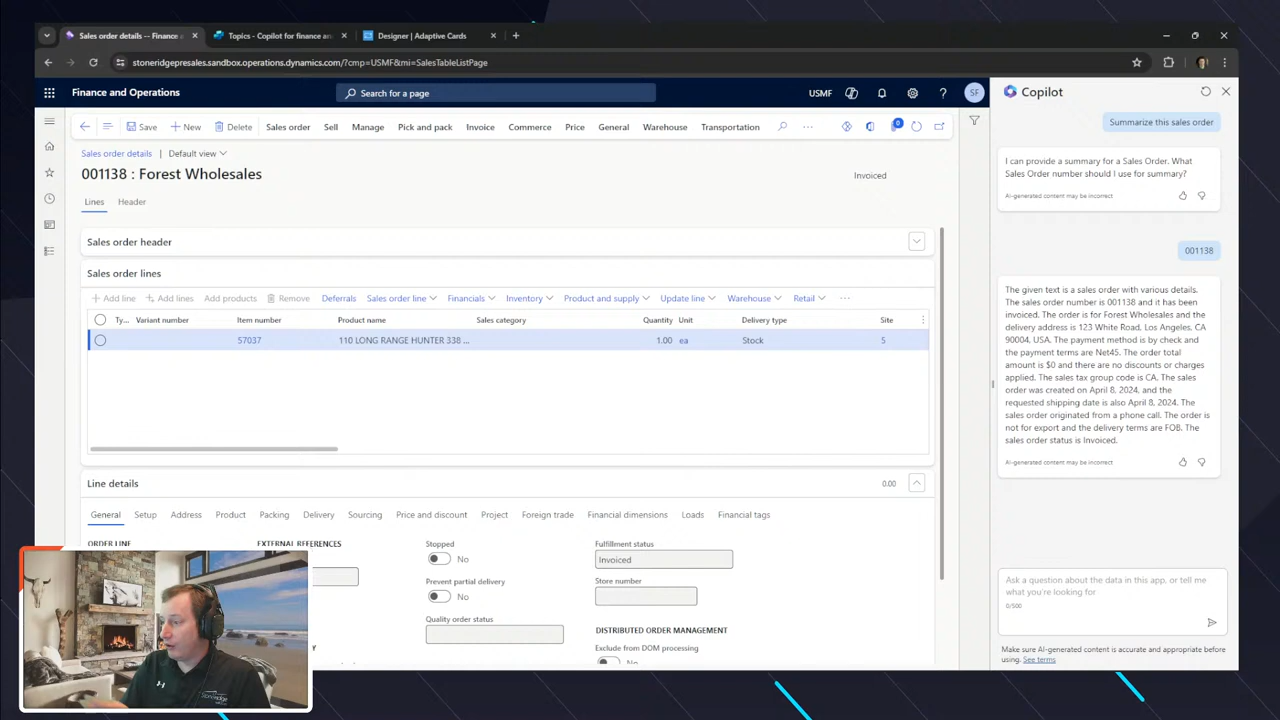 Sales order details -- Finance e
Topics - Copilot for finance an
Designer | Adaptive Cards
stoneridgepresales.sandbox.operations.dynamics.com/?cmp=USMF&mi=SalesTableListPage
Finance and Operations
Search for a page
USMF
SF
Save
New
Delete
Sales order
Sell
Manage
Pick and pack
Invoice
Commerce
Price
General
Warehouse
Transportation
0
Sales order details | Default view
001138 : Forest Wholesales
Invoiced
Lines
Header
Sales order header
Sales order lines
Add line
Add lines
Add products
Remove
Deferrals
Sales order line
Financials
Inventory
Product and supply
Update line
Warehouse
Retail
Ty... Variant number Item number Product name Sales category Quantity Unit Delivery type Site
57037 110 LONG RANGE HUNTER 338 ... 1.00 ea Stock 5
Line details
0.00
General
Setup
Address
Product
Packing
Delivery
Sourcing
Price and discount
Project
Foreign trade
Financial dimensions
Loads
Financial tags
ORDER LINE
EXTERNAL REFERENCES
Stopped
No
Prevent partial delivery
No
Quality order status
Fulfillment status
Invoiced
Store number
DISTRIBUTED ORDER MANAGEMENT
Exclude from DOM processing
No
Copilot
Summarize this sales order
I can provide a summary for a Sales Order. What
Sales Order number should I use for summary?
AI-generated content may be incorrect
001138
The given text is a sales order with various details.
The sales order number is 001138 and it has been
invoiced. The order is for Forest Wholesales and the
delivery address is 123 White Road, Los Angeles, CA
90004, USA. The payment method is by check and
the payment terms are Net45. The order total
amount is $0 and there are no discounts or charges
applied. The sales tax group code is CA. The sales
order was created on April 8, 2024, and the
requested shipping date is also April 8, 2024. The
sales order originated from a phone call. The order is
not for export and the delivery terms are FOB. The
sales order status is Invoiced.
AI-generated content may be incorrect
Ask a question about the data in this app, or tell me
what you're looking for
0/500
Make sure AI-generated content is accurate and appropriate before
using. See terms
Stoneridge